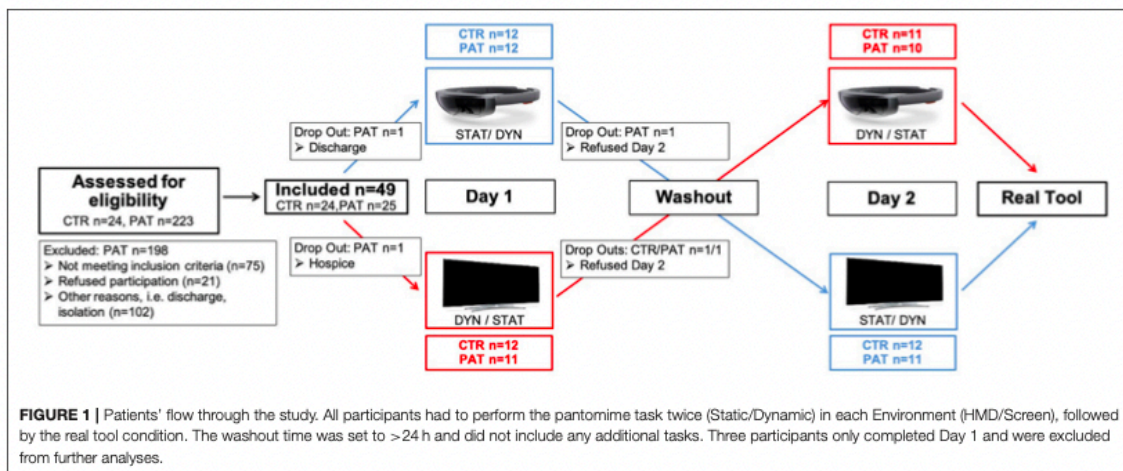 CTR n=12
PAT n=12
CTR n=11
PAT n=10
STAT/ DYN
DYN / STAT
Drop Out: PAT n=1
➢ Discharge
Drop Out: PAT n=1
➢ Refused Day 2
Assessed for
eligibility
CTR n=24, PAT n=223
Included n=49
CTR n=24,PAT n=25
Day 1
Washout
Day 2
Real Tool
Excluded: PAT n=198
➢ Not meeting inclusion criteria (n=75)
➢ Refused participation (n=21)
➢ Other reasons, i.e. discharge,
isolation (n=102)
Drop Out: PAT n=1
➢ Hospice
Drop Outs: CTR/PAT n=1/1
➢ Refused Day 2
DYN / STAT
STAT/ DYN
CTR n=12
PAT n=11
CTR n=12
PAT n=11
FIGURE 1 | Patients' flow through the study. All participants had to perform the pantomime task twice (Static/Dynamic) in each Environment (HMD/Screen), followed
by the real tool condition. The washout time was set to >24 h and did not include any additional tasks. Three participants only completed Day 1 and were excluded
from further analyses.